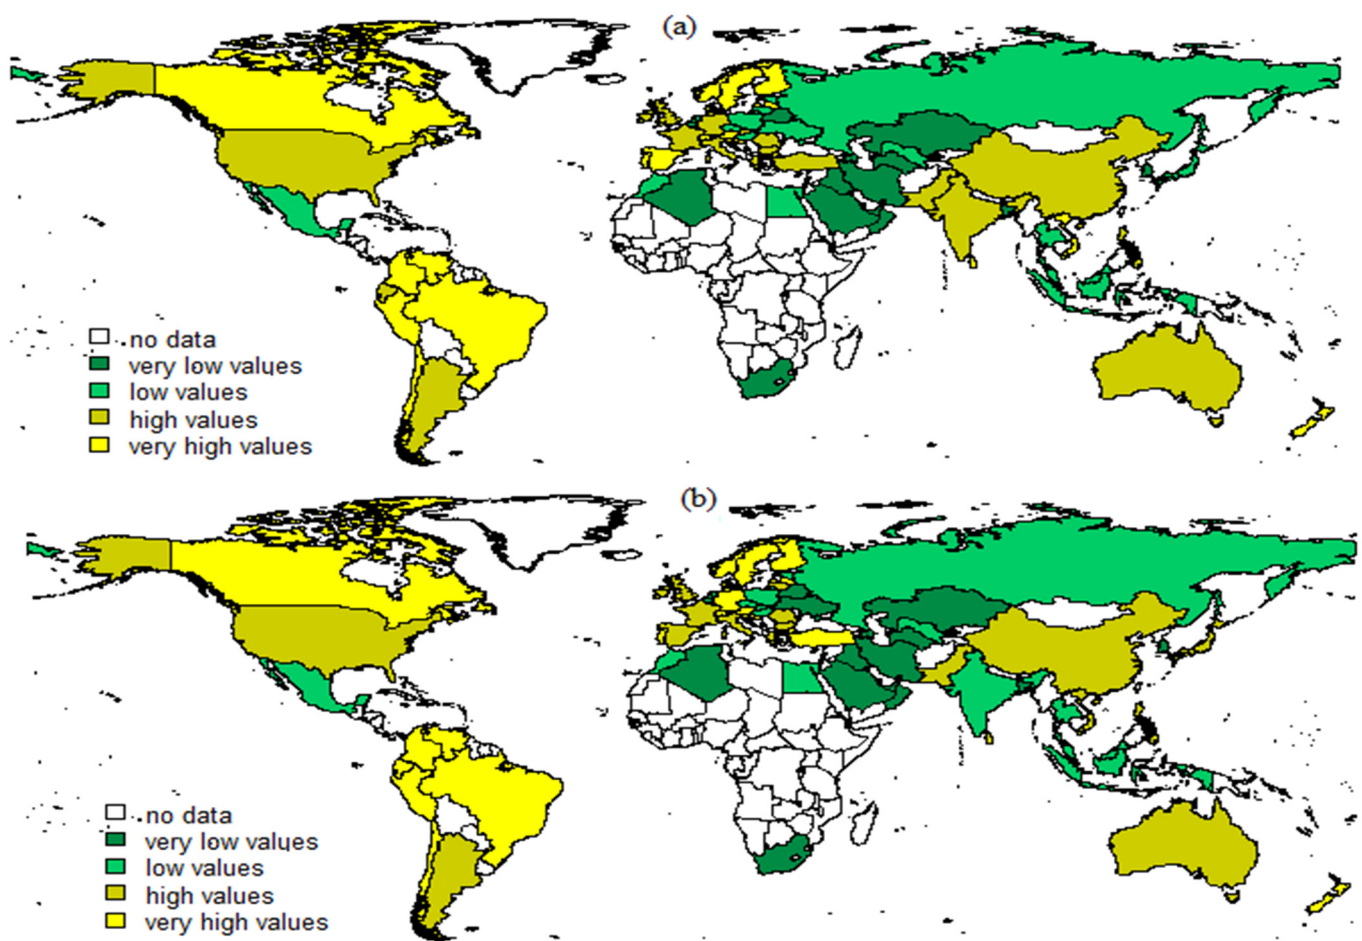 (a)
no data
very low values
low values
high values
very high values
(b)
no data
very low values
low values
high values
very high values